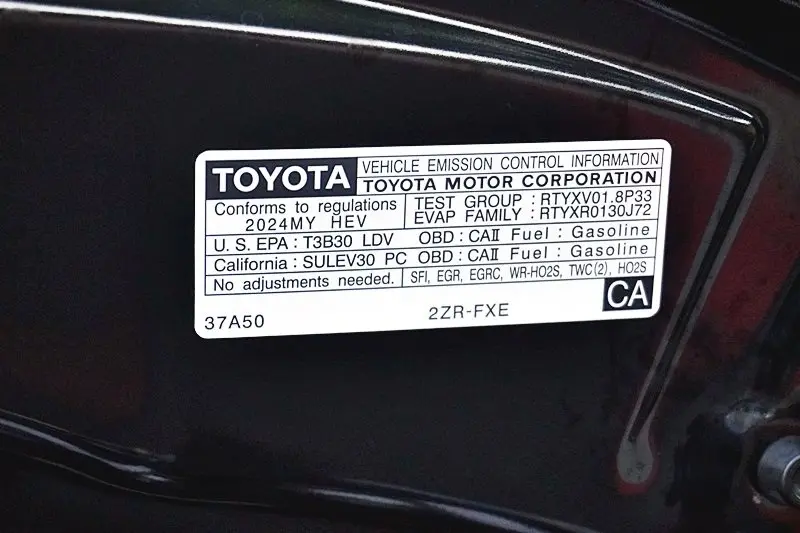 TOYOTA VEHICLE EMISSION CONTROL INFORMATION
TOYOTA MOTOR CORPORATION
Conforms to regulations
2024MY HEV
TEST GROUP : RTYXV01.8P33
EVAP FAMILY : RTYXR0130J72
U. S. EPA : T3B30 LDV OBD : CAⅡ Fuel : Gasoline
California : SULEV30 PC OBD : CAⅡ Fuel : Gasoline
No adjustments needed. SFI, EGR, EGRC, WR-HO2S, TWC(2), HO2S
CA
37A50 2ZR-FXE